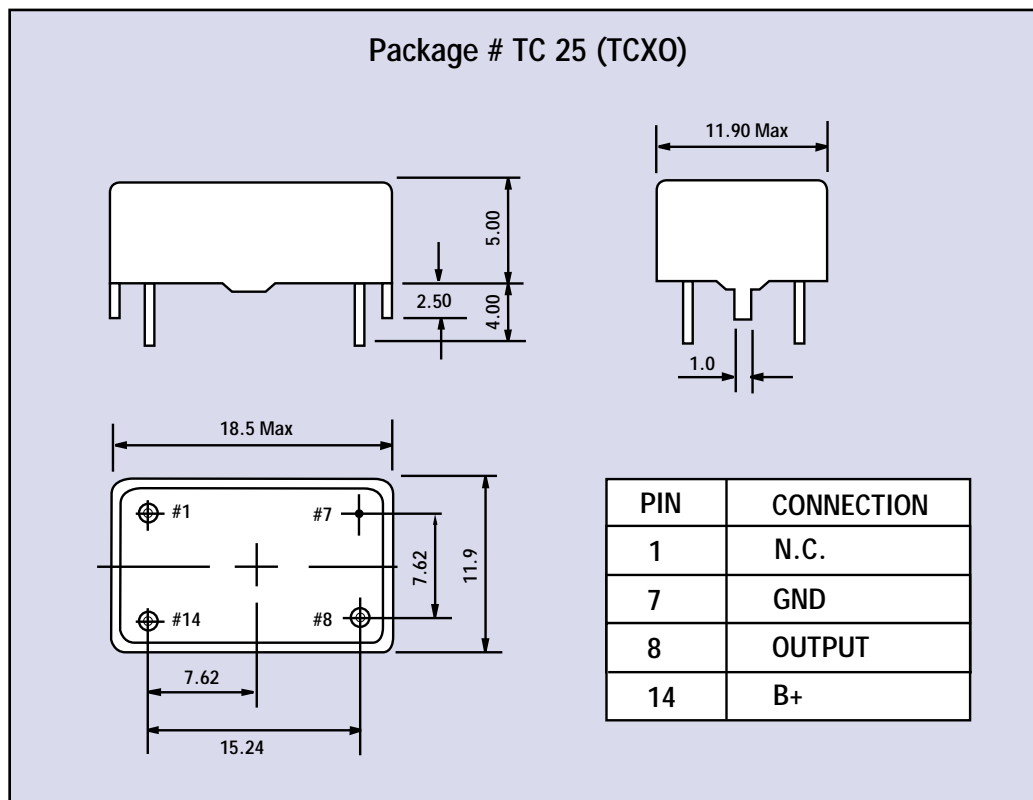 Package # TC 25 (TCXO)
11.90 Max
5.00
2.50
4.00
1.0
18.5 Max
#1
#7
7.62
11.9
#14
#8
7.62
15.24
PIN CONNECTION
1 N.C.
7 GND
8 OUTPUT
14 B+